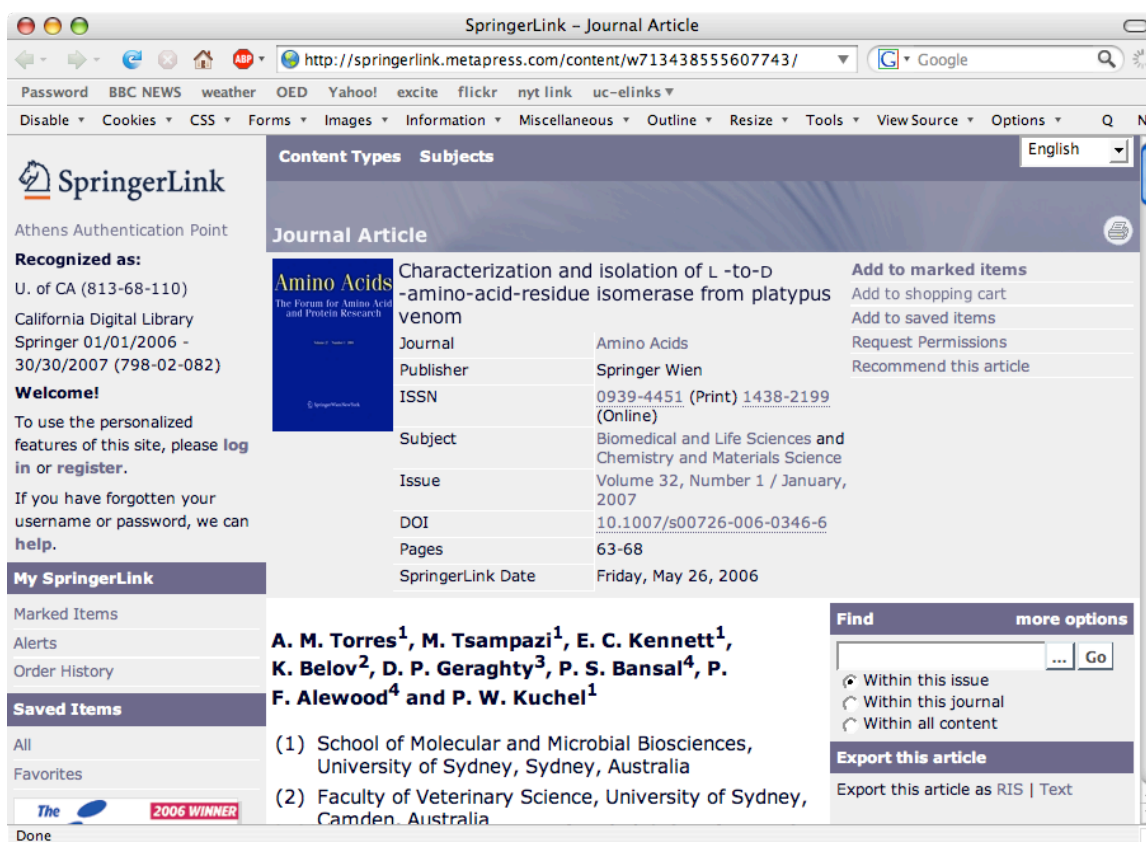 SpringerLink – Journal Article
http://springerlink.metapress.com/content/w713438555607743/
G Google
ABP
Password BBC NEWS weather OED Yahoo! excite flickr nyt link uc-elinks
Disable Cookies CSS Forms Images Information Miscellaneous Outline Resize Tools View Source Options Q N
SpringerLink
Athens Authentication Point
Recognized as:
U. of CA (813-68-110)
California Digital Library
Springer 01/01/2006 -
30/30/2007 (798-02-082)
Welcome!
To use the personalized
features of this site, please log
in or register.
If you have forgotten your
username or password, we can
help.
My SpringerLink
Marked Items
Alerts
Order History
Saved Items
All
Favorites
The
2006 WINNER
Content Types Subjects
English
Journal Article
Amino Acids
The Forum for Amino Acid
and Protein Research
Characterization and isolation of L -to-D
-amino-acid-residue isomerase from platypus
venom
Journal Amino Acids
Publisher Springer Wien
ISSN 0939-4451 (Print) 1438-2199
(Online)
Subject Biomedical and Life Sciences and
Chemistry and Materials Science
Issue Volume 32, Number 1 / January,
2007
DOI 10.1007/s00726-006-0346-6
Pages 63-68
SpringerLink Date Friday, May 26, 2006
Add to marked items
Add to shopping cart
Add to saved items
Request Permissions
Recommend this article
A. M. Torres1, M. Tsampazi1, E. C. Kennett1,
K. Belov2, D. P. Geraghty3, P. S. Bansal4, P.
F. Alewood4 and P. W. Kuchel1
(1) School of Molecular and Microbial Biosciences,
University of Sydney, Sydney, Australia
(2) Faculty of Veterinary Science, University of Sydney,
Camden, Australia
Find more options
... Go
Within this issue
Within this journal
Within all content
Export this article
Export this article as RIS | Text
Done